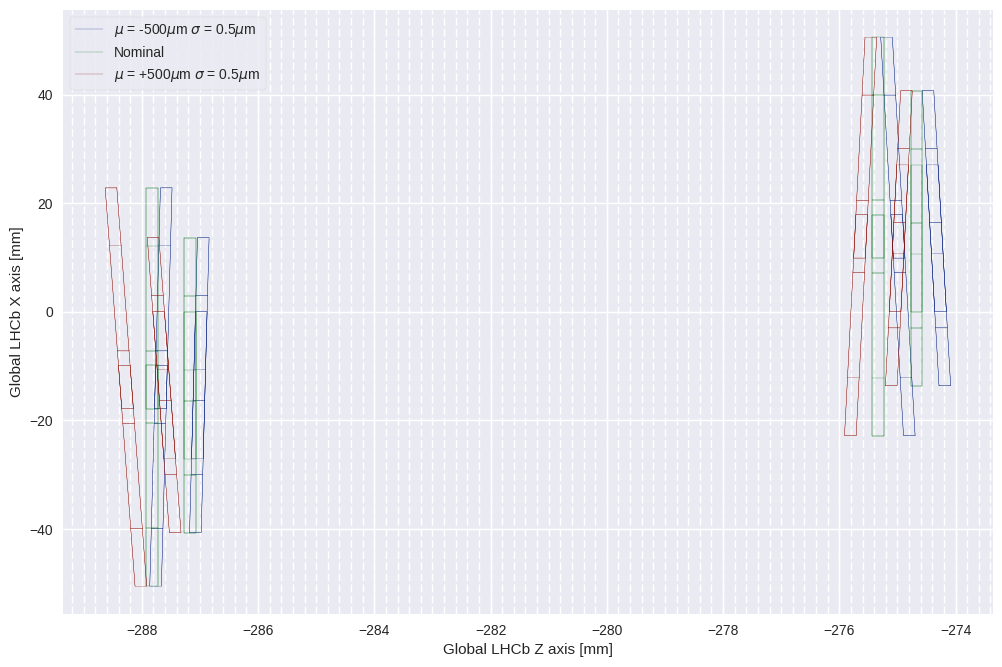 μ = -500μm σ = 0.5μm
Nominal
μ = +500μm σ = 0.5μm
Global LHCb X axis [mm]
40
20
0
−20
−40
−288
−286
−284
−282
−280
−278
−276
−274
Global LHCb Z axis [mm]